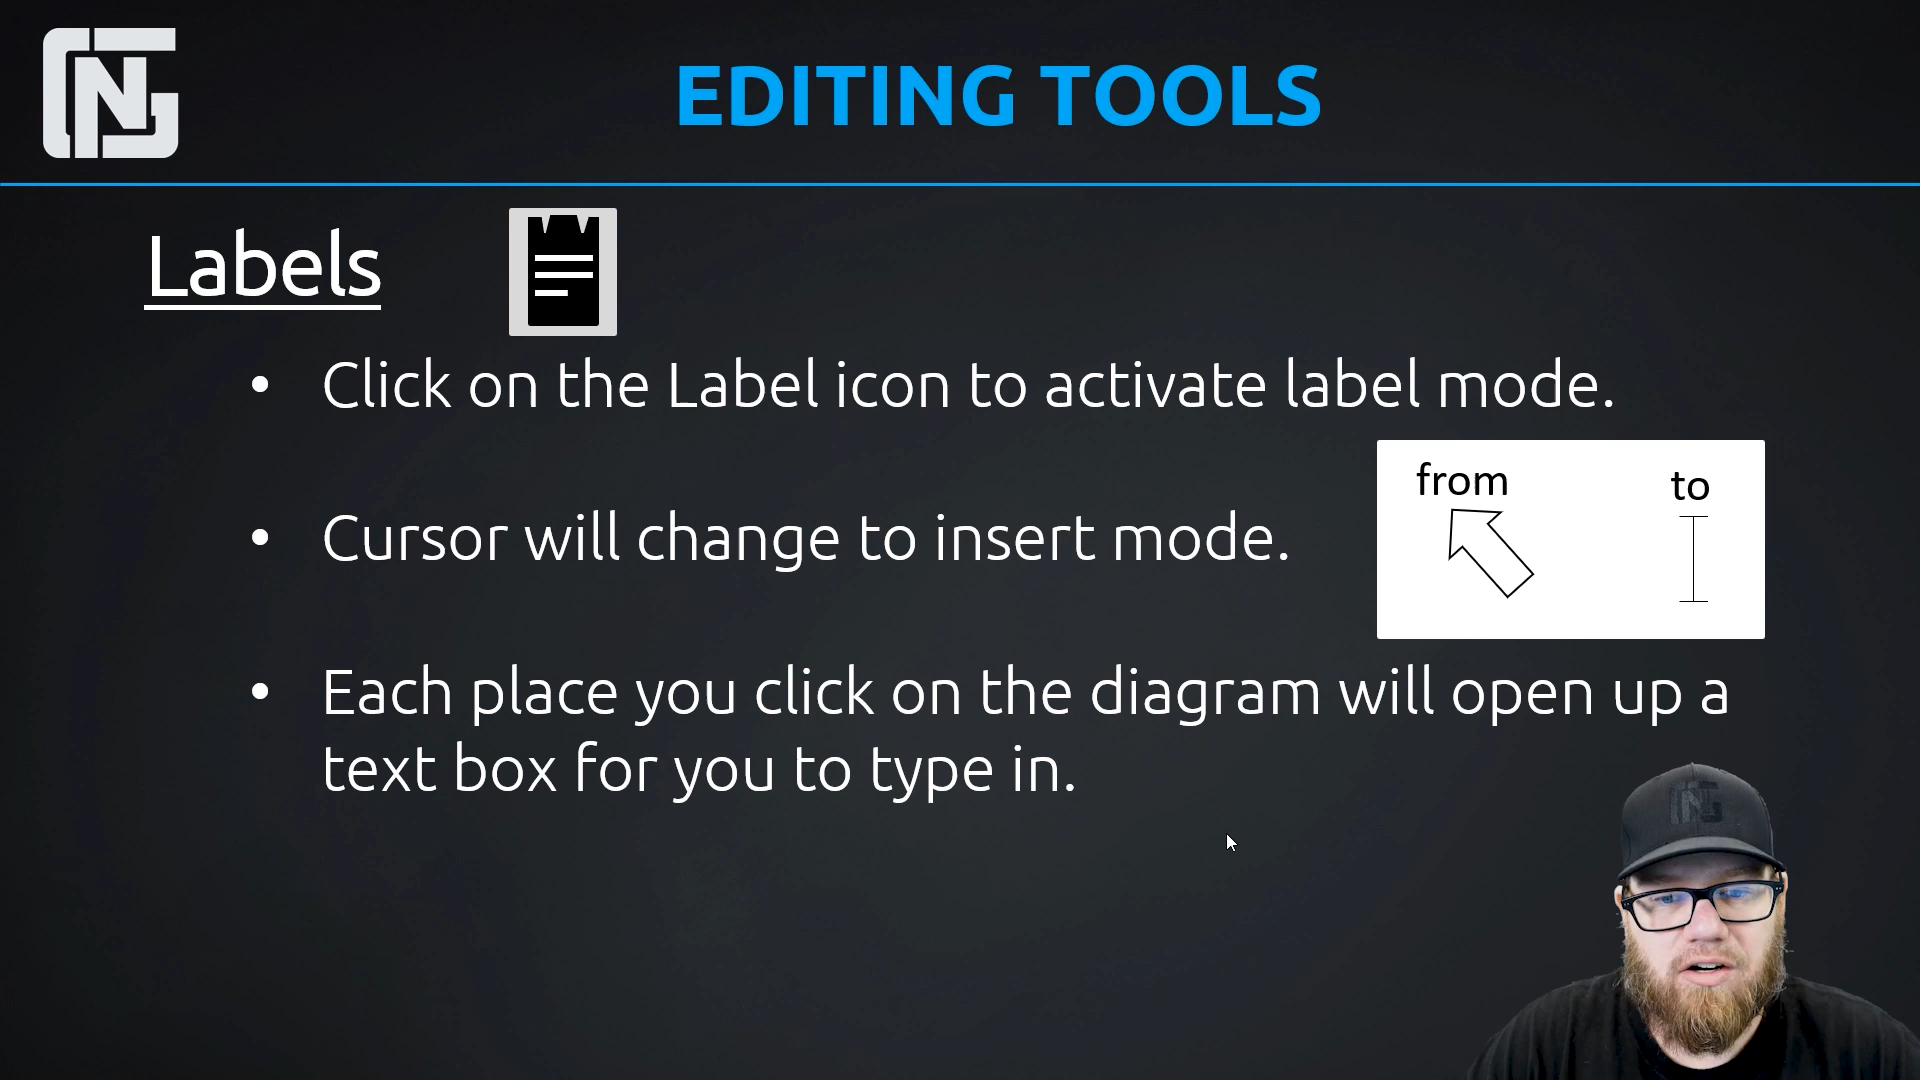 EDITING TOOLS
Labels
• Click on the Label icon to activate label mode.
• Cursor will change to insert mode.
from to
• Each place you click on the diagram will open up a
text box for you to type in.